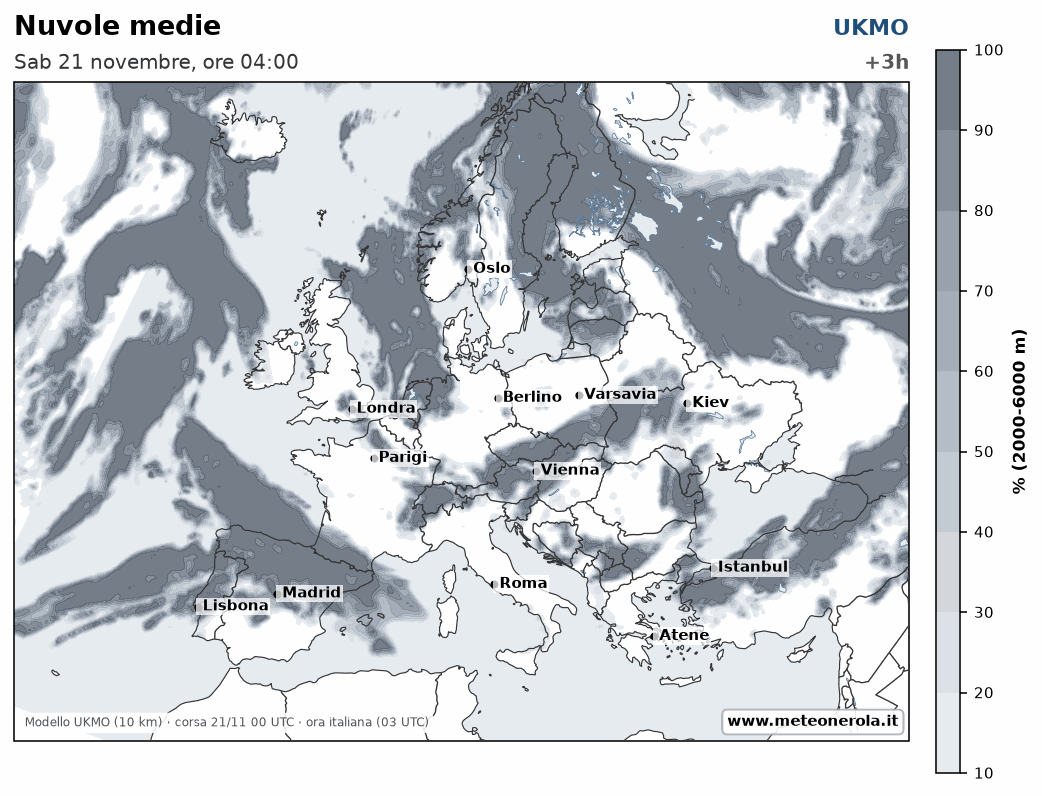 Nuvole medie
UKMO
Sab 21 novembre, ore 04:00
+3h
100
90
80
70
60
50
40
30
20
10
% (2000-6000 m)
Oslo
Berlino
Varsavia
Kiev
Londra
Parigi
Vienna
Istanbul
Roma
Madrid
Lisbona
Atene
Modello UKMO (10 km) · corsa 21/11 00 UTC · ora italiana (03 UTC)
www.meteonerola.it